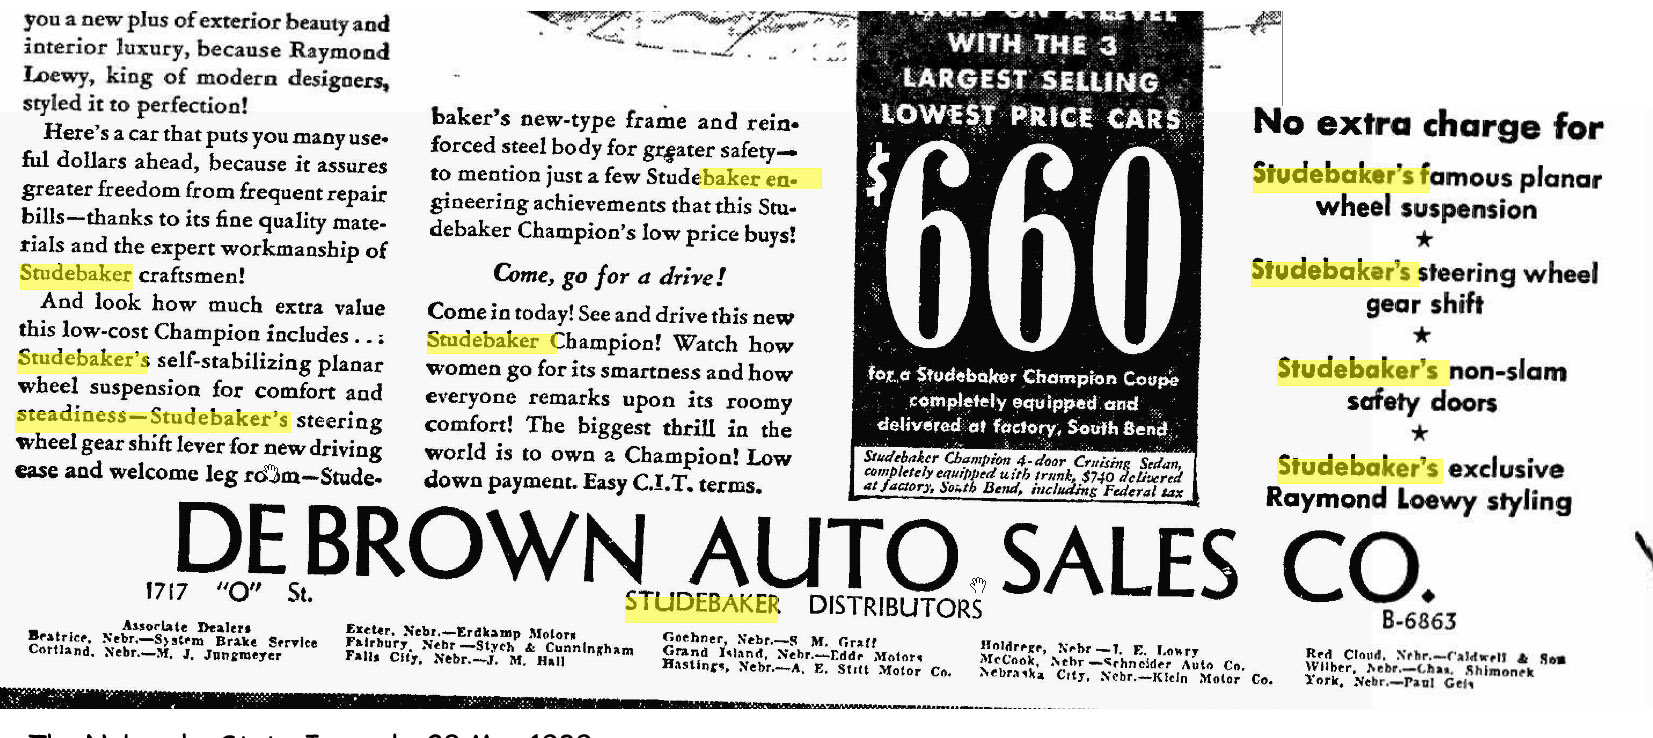 you a new plus of exterior beauty and
interior luxury, because Raymond
Loewy, king of modern designers,
styled it to perfection!
Here's a car that puts you many use-
ful dollars ahead, because it assures
greater freedom from frequent repair
bills—thanks to its fine quality mate-
rials and the expert workmanship of
Studebaker craftsmen!
And look how much extra value
this low-cost Champion includes . . :
Studebaker's self-stabilizing planar
wheel suspension for comfort and
steadiness—Studebaker's steering
wheel gear shift lever for new driving
ease and welcome leg room—Stude-
baker's new-type frame and rein-
forced steel body for greater safety—
to mention just a few Studebaker en-
gineering achievements that this Stu-
debaker Champion's low price buys!
Come, go for a drive!
Come in today! See and drive this new
Studebaker Champion! Watch how
women go for its smartness and how
everyone remarks upon its roomy
comfort! The biggest thrill in the
world is to own a Champion! Low
down payment. Easy C.I.T. terms.
PRICED ON A LEVEL
WITH THE 3
LARGEST SELLING
LOWEST PRICE CARS
$660
for a Studebaker Champion Coupe
completely equipped and
delivered at factory, South Bend
Studebaker Champion 4-door Cruising Sedan,
completely equipped with trunk, $740 delivered
at factory, South Bend, including Federal tax
No extra charge for
Studebaker's famous planar
wheel suspension
★
Studebaker's steering wheel
gear shift
★
Studebaker's non-slam
safety doors
★
Studebaker's exclusive
Raymond Loewy styling
DE BROWN AUTO SALES CO.
1717 "O" St.
STUDEBAKER DISTRIBUTORS
B-6863
Associate Dealers
Beatrice, Nebr.—System Brake Service
Cortland, Nebr.—M. J. Jungmeyer
Exeter, Nebr.—Erdkamp Motors
Fairbury, Nebr—Stych & Cunningham
Falls City, Nebr.—J. M. Hall
Goehner, Nebr.—S M. Graff
Grand Island, Nebr.—Edde Motors
Hastings, Nebr.—A. E. Stitt Motor Co.
Holdrege, Nebr—T. E. Lowry
McCook, Nebr—Schneider Auto Co.
Nebraska City, Nebr.—Klein Motor Co.
Red Cloud, Nebr.—Caldwell & Son
Wilber, Nebr.—Chas. Shimonek
York, Nebr.—Paul Geis